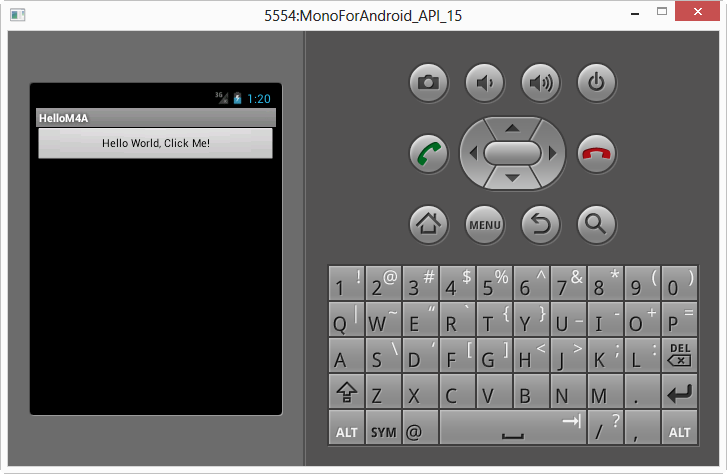 5554:MonoForAndroid_API_15
3G 1:20
HelloM4A
Hello World, Click Me!
MENU
1 ! 2 @ 3 # 4 $ 5 % 6 ^ 7 & 8 * 9 ( 0 )
Q | W ~ E “ R ` T { Y } U _ I - O + P =
A S \ D ‘ F [ G ] H < J > K ; L : DEL
Z X C V B N M .
ALT SYM @ / ? , ALT